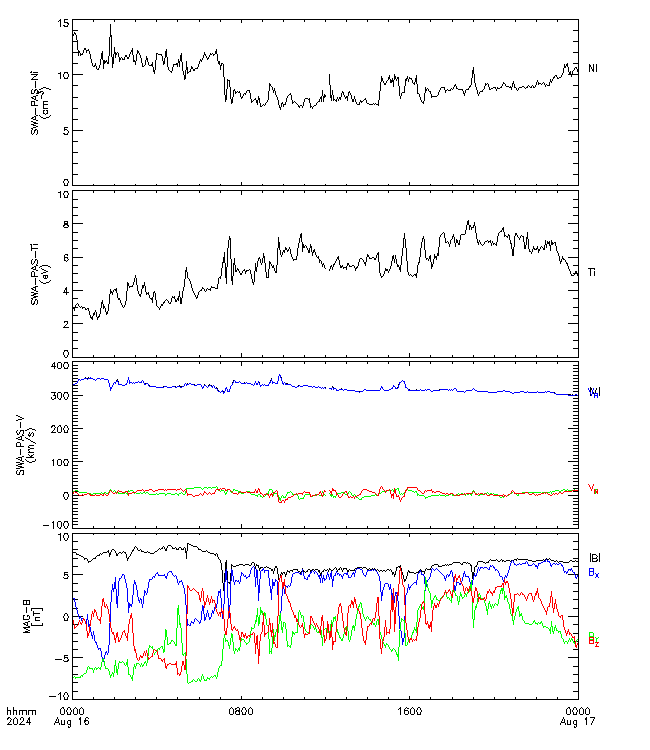 15
10
5
0
SWA-PAS-Ni
(cm⁻³)
NI
10
8
6
4
2
0
SWA-PAS-Ti
(eV)
Ti
400
300
200
100
0
-100
SWA-PAS-V
(km/s)
V_N
10
5
0
-5
-10
MAG-B
[nT]
|B|
B_X
B_Z
hhmm
2024
0000
Aug 16
0800
1600
0000
Aug 17